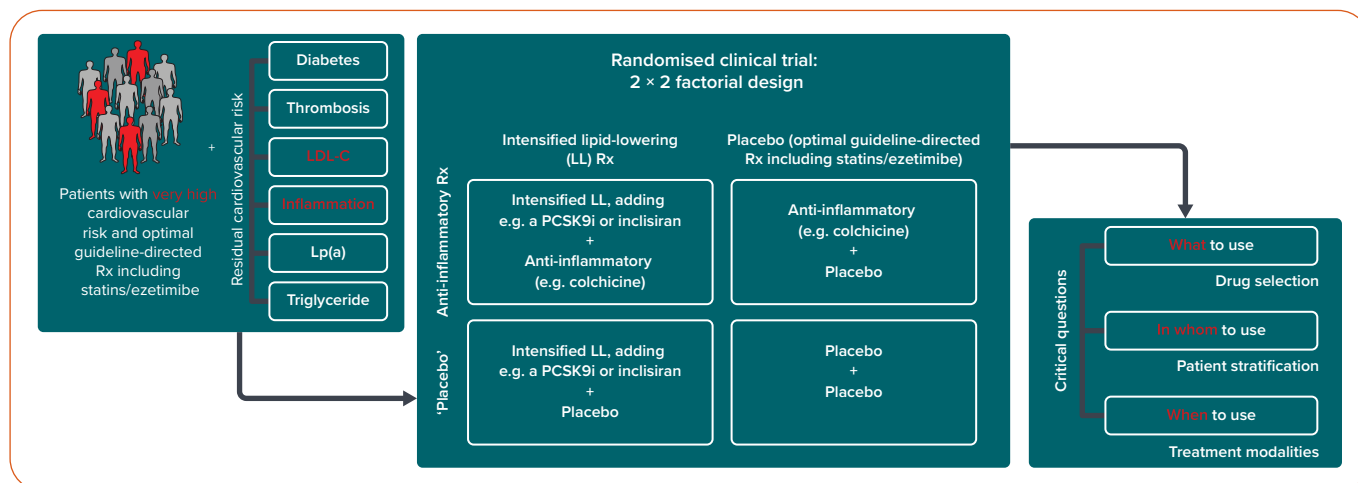 +
Patients with very high
cardiovascular
risk and optimal
guideline-directed
Rx including
statins/ezetimibe
Residual cardiovascular risk
Diabetes
Thrombosis
LDL-C
Inflammation
Lp(a)
Triglyceride
Randomised clinical trial:
2 × 2 factorial design
Intensified lipid-lowering
(LL) Rx
Placebo (optimal guideline-directed
Rx including statins/ezetimibe)
Anti-inflammatory Rx
Intensified LL, adding
e.g. a PCSK9i or inclisiran
+
Anti-inflammatory
(e.g. colchicine)
Anti-inflammatory
(e.g. colchicine)
+
Placebo
‘Placebo’
Intensified LL, adding
e.g. a PCSK9i or inclisiran
+
Placebo
Placebo
+
Placebo
Critical questions
What to use
Drug selection
In whom to use
Patient stratification
When to use
Treatment modalities